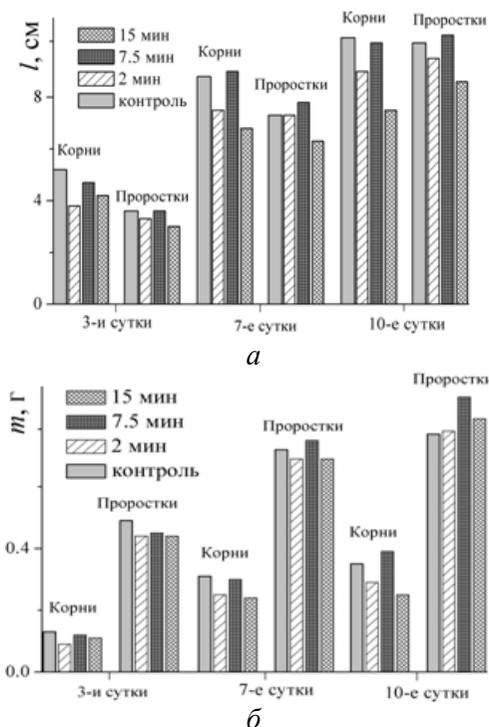 l, см
15 мин
7.5 мин
2 мин
контроль
8
4
0
Корни
Проростки
Корни
Проростки
Корни
Проростки
3-и сутки
7-е сутки
10-е сутки
а
m, г
15 мин
7.5 мин
2 мин
контроль
0.4
0.0
Корни
Проростки
Корни
Проростки
Корни
Проростки
3-и сутки
7-е сутки
10-е сутки
б